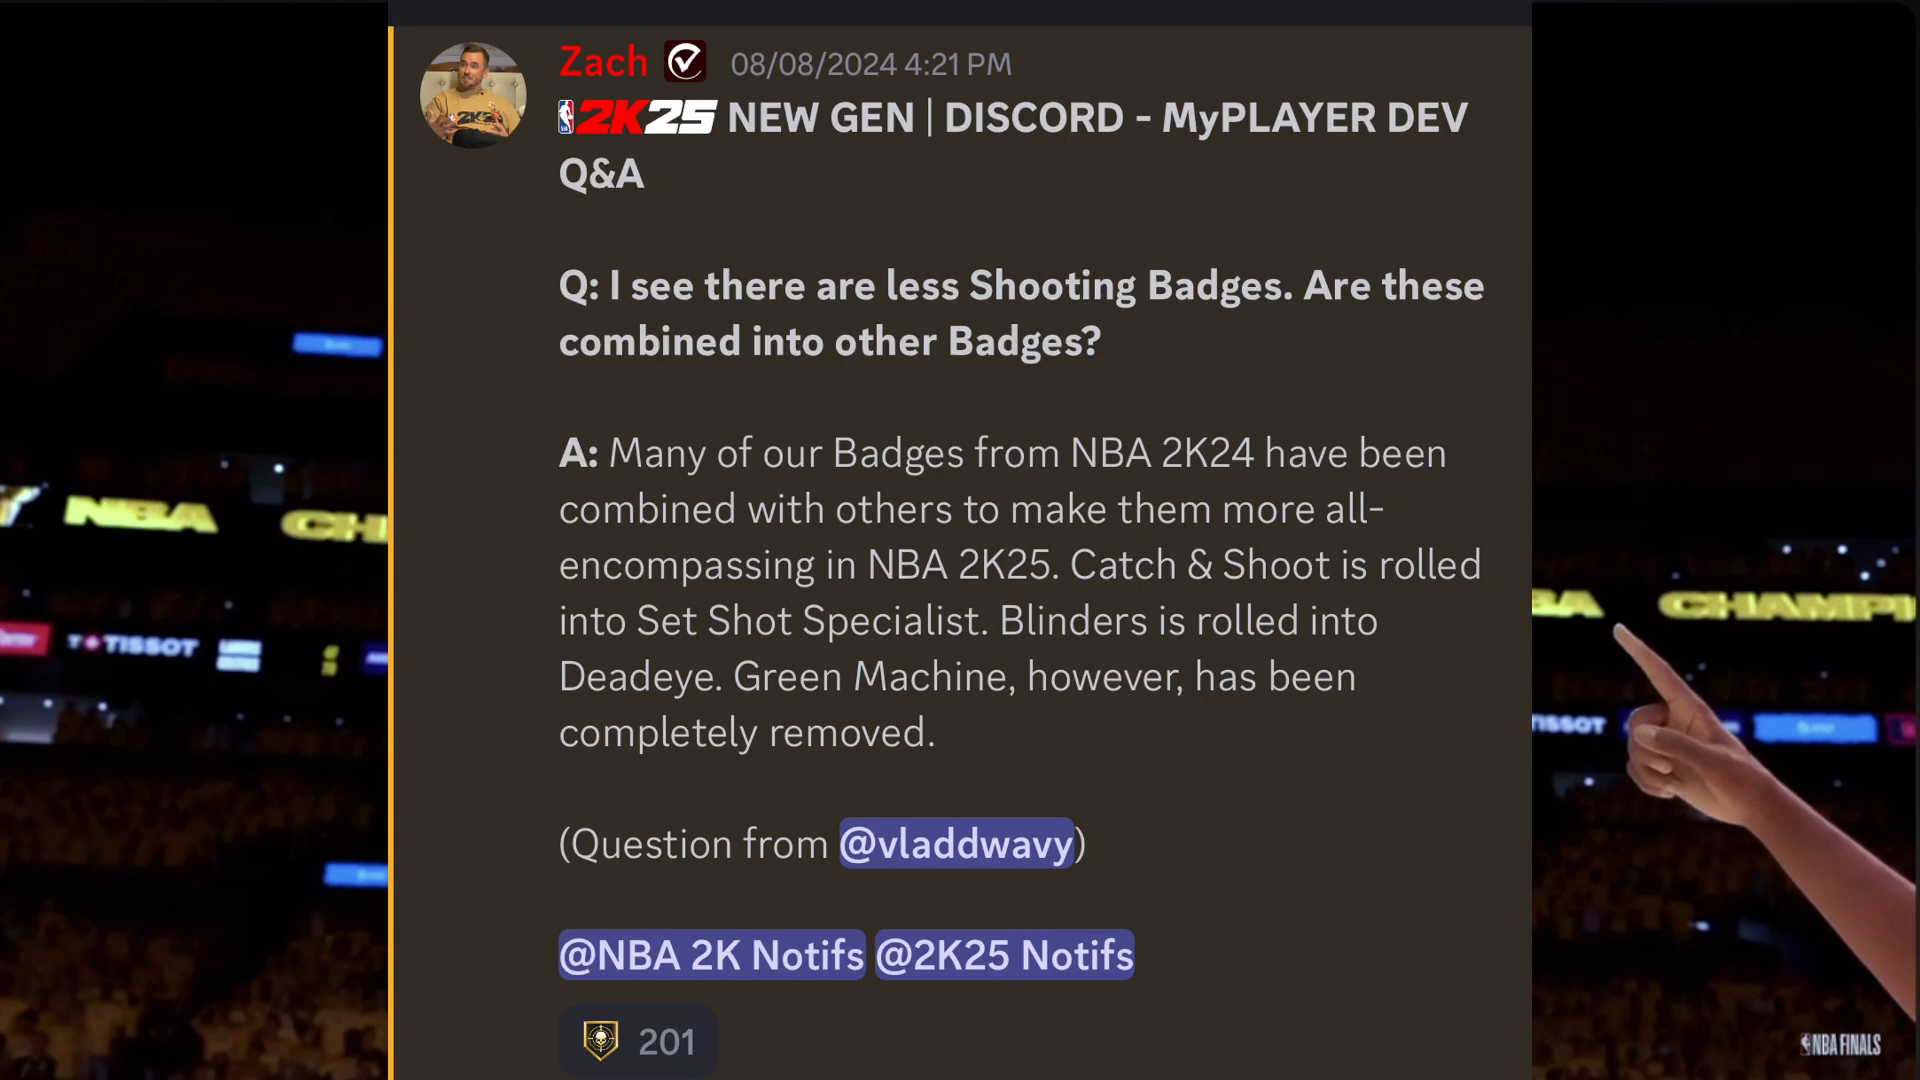 Zach 08/08/2024 4:21 PM
2K25 NEW GEN | DISCORD - MyPLAYER DEV
Q&A
Q: I see there are less Shooting Badges. Are these
combined into other Badges?
A: Many of our Badges from NBA 2K24 have been
combined with others to make them more all-
encompassing in NBA 2K25. Catch & Shoot is rolled
into Set Shot Specialist. Blinders is rolled into
Deadeye. Green Machine, however, has been
completely removed.
(Question from @vladdwavy)
@NBA 2K Notifs @2K25 Notifs
201
NBA CH
TISSOT
BA CHAMPI
TISSOT
NBA FINALS